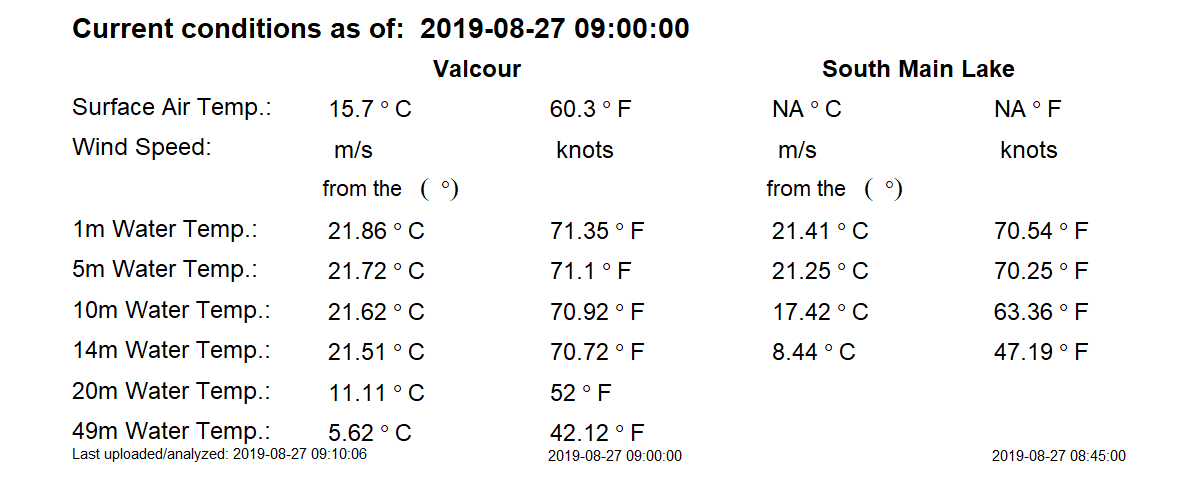 Current conditions as of: 2019-08-27 09:00:00
Valcour South Main Lake
Surface Air Temp.: 15.7 ° C 60.3 ° F NA ° C NA ° F
Wind Speed: m/s knots m/s knots
from the ( °) from the ( °)
1m Water Temp.: 21.86 ° C 71.35 ° F 21.41 ° C 70.54 ° F
5m Water Temp.: 21.72 ° C 71.1 ° F 21.25 ° C 70.25 ° F
10m Water Temp.: 21.62 ° C 70.92 ° F 17.42 ° C 63.36 ° F
14m Water Temp.: 21.51 ° C 70.72 ° F 8.44 ° C 47.19 ° F
20m Water Temp.: 11.11 ° C 52 ° F
49m Water Temp.: 5.62 ° C 42.12 ° F
Last uploaded/analyzed: 2019-08-27 09:10:06 2019-08-27 09:00:00 2019-08-27 08:45:00